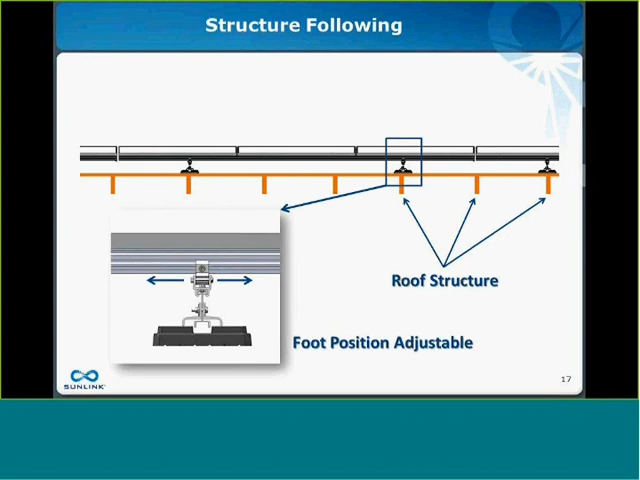 Structure Following
Roof Structure
Foot Position Adjustable
SUNLINK
17